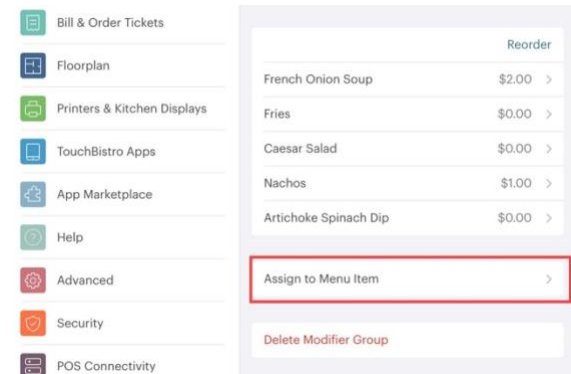 Bill & Order Tickets
Floorplan
Printers & Kitchen Displays
TouchBistro Apps
App Marketplace
Help
Advanced
Security
POS Connectivity
Reorder
French Onion Soup $2.00 >
Fries $0.00 >
Caesar Salad $0.00 >
Nachos $1.00 >
Artichoke Spinach Dip $0.00 >
Assign to Menu Item >
Delete Modifier Group